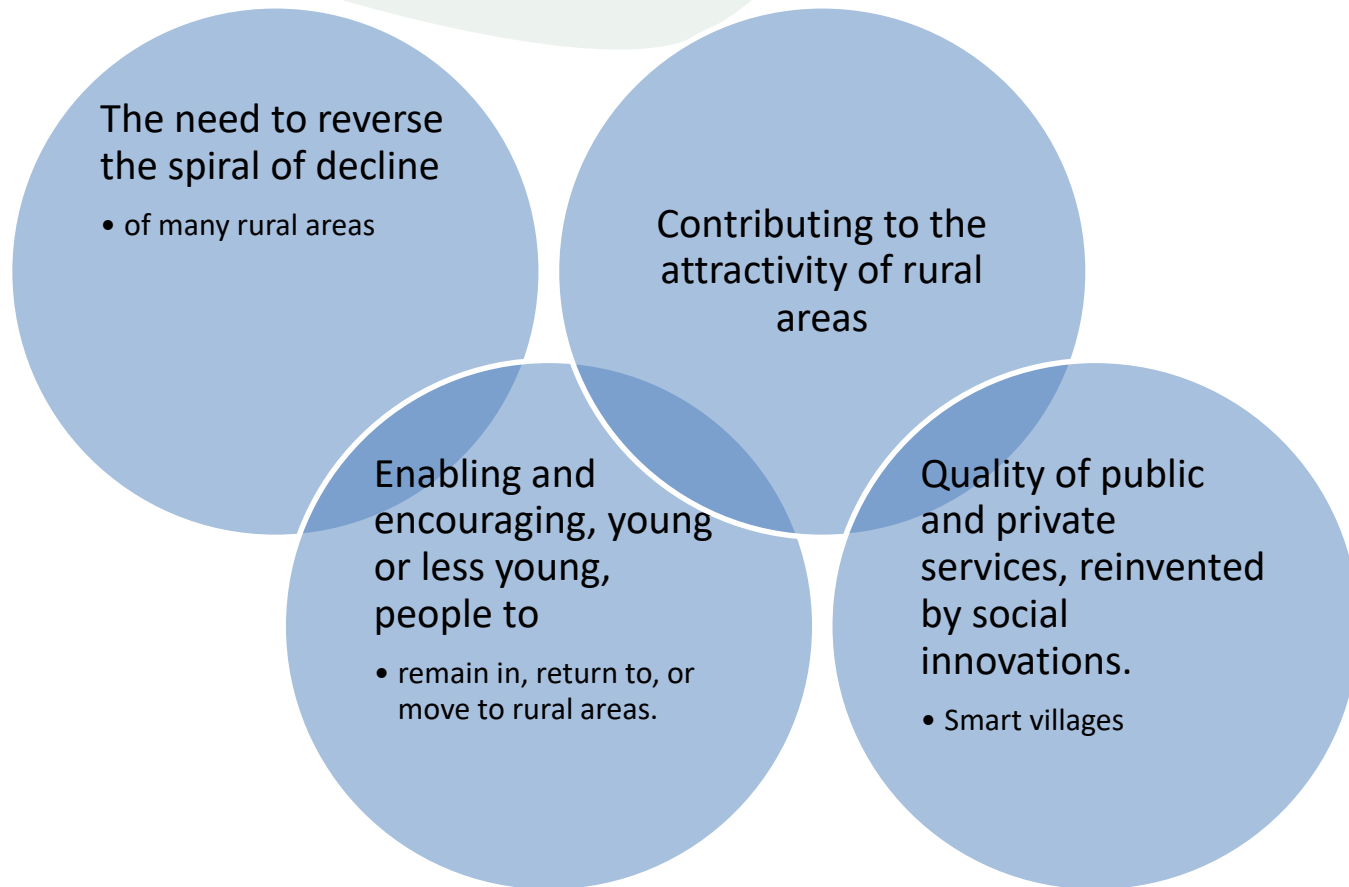 The need to reverse
the spiral of decline
• of many rural areas
Contributing to the
attractivity of rural
areas
Enabling and
encouraging, young
or less young,
people to
• remain in, return to, or
move to rural areas.
Quality of public
and private
services, reinvented
by social
innovations.
• Smart villages